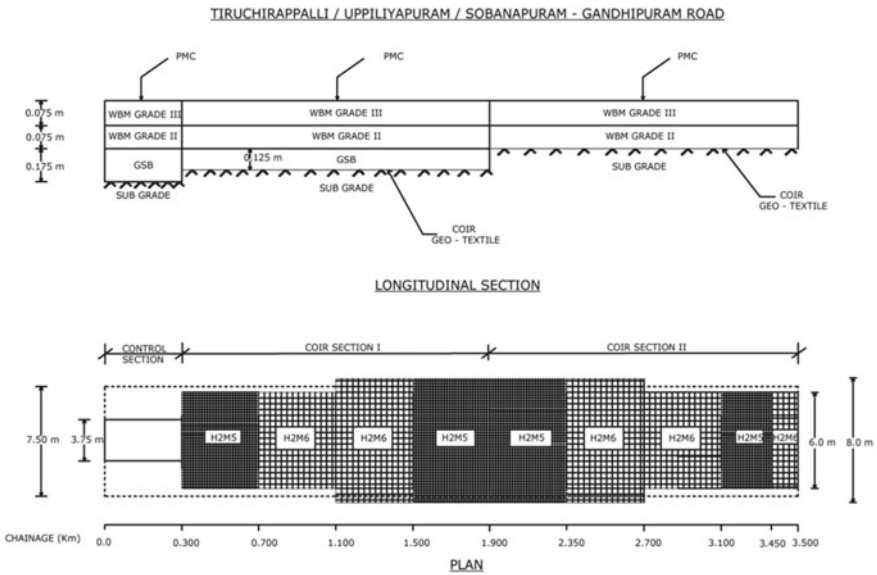 TIRUCHIRAPPALLI / UPPILIYAPURAM / SOBANAPURAM - GANDHIPURAM ROAD
PMC PMC PMC
0.075 m WBM GRADE III WBM GRADE III WBM GRADE III
0.075 m WBM GRADE II WBM GRADE II WBM GRADE II
0.175 m GSB 0.125 m GSB
SUB GRADE SUB GRADE SUB GRADE
COIR
GEO - TEXTILE
COIR
GEO - TEXTILE
LONGITUDINAL SECTION
CONTROL
SECTION
COIR SECTION I
COIR SECTION II
7.50 m 3.75 m H2M5 H2M6 H2M6 H2M5 H2M5 H2M6 H2M6 H2M5 H2M6 6.0 m 8.0 m
CHAINAGE (Km) 0.0 0.300 0.700 1.100 1.500 1.900 2.350 2.700 3.100 3.450 3.500
PLAN